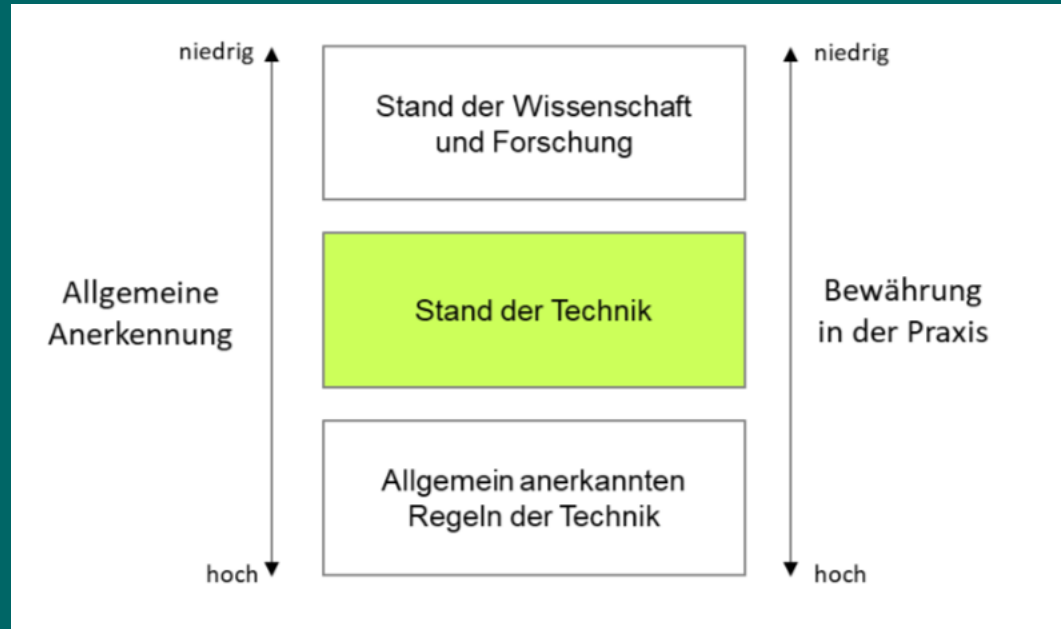 niedrig
niedrig
Stand der Wissenschaft
und Forschung
Allgemeine
Anerkennung
Stand der Technik
Bewährung
in der Praxis
Allgemein anerkannten
Regeln der Technik
hoch
hoch